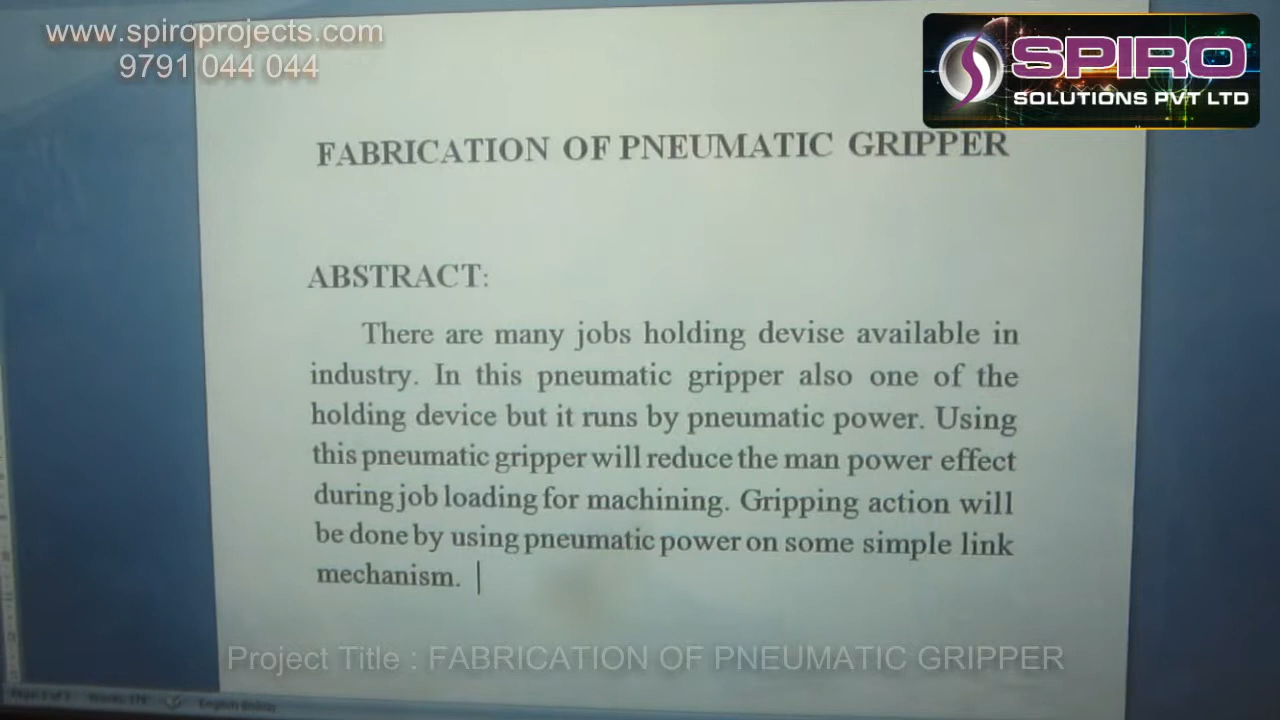 www.spiroprojects.com
9791 044 044
SPIRO
SOLUTIONS PVT LTD
FABRICATION OF PNEUMATIC GRIPPER
ABSTRACT:
There are many jobs holding devise available in
industry. In this pneumatic gripper also one of the
holding device but it runs by pneumatic power. Using
this pneumatic gripper will reduce the man power effect
during job loading for machining. Gripping action will
be done by using pneumatic power on some simple link
mechanism.
Project Title : FABRICATION OF PNEUMATIC GRIPPER